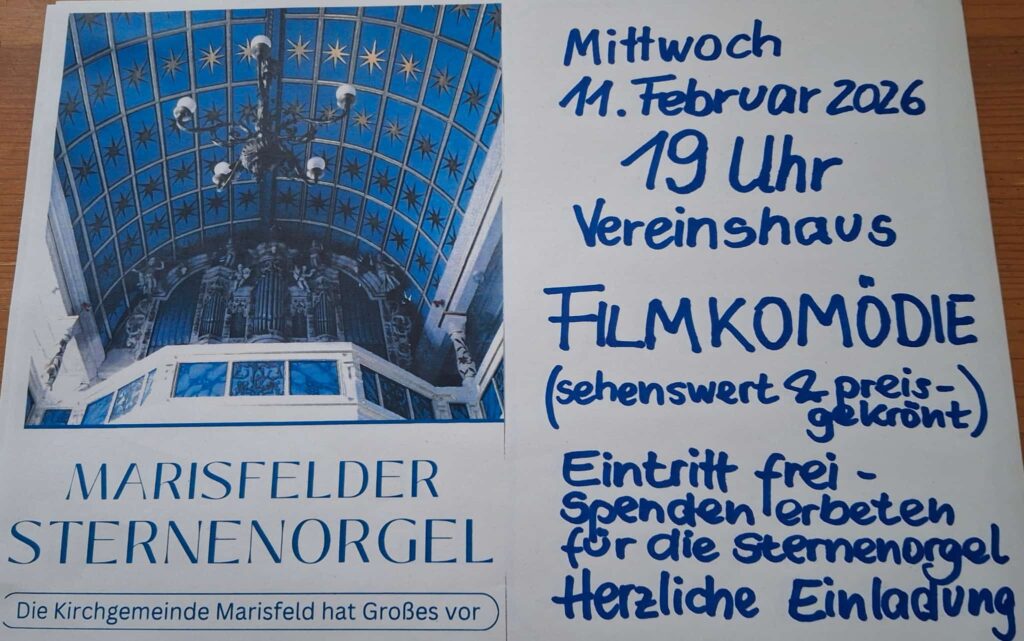 MARISFELDER
STERNENORGEL
Die Kirchgemeinde Marisfeld hat Großes vor
Mittwoch
11. Februar 2026
19 Uhr
Vereinshaus
FILMKOMÖDIE
(sehenswert & preis-
gekrönt)
Eintritt frei -
Spenden erbeten
für die Sternenorgel
Herzliche Einladung